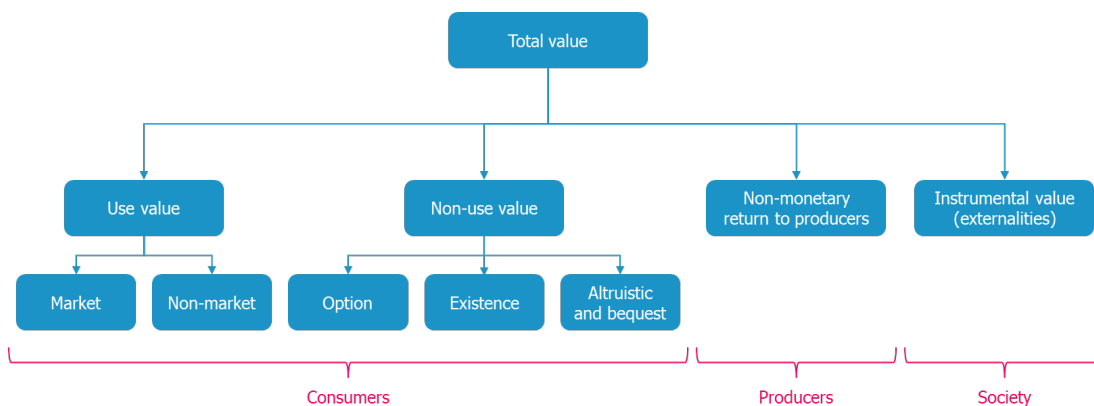 Total value
Use value
Non-use value
Non-monetary
return to producers
Instrumental value
(externalities)
Market
Non-market
Option
Existence
Altruistic
and bequest
Consumers
Producers
Society